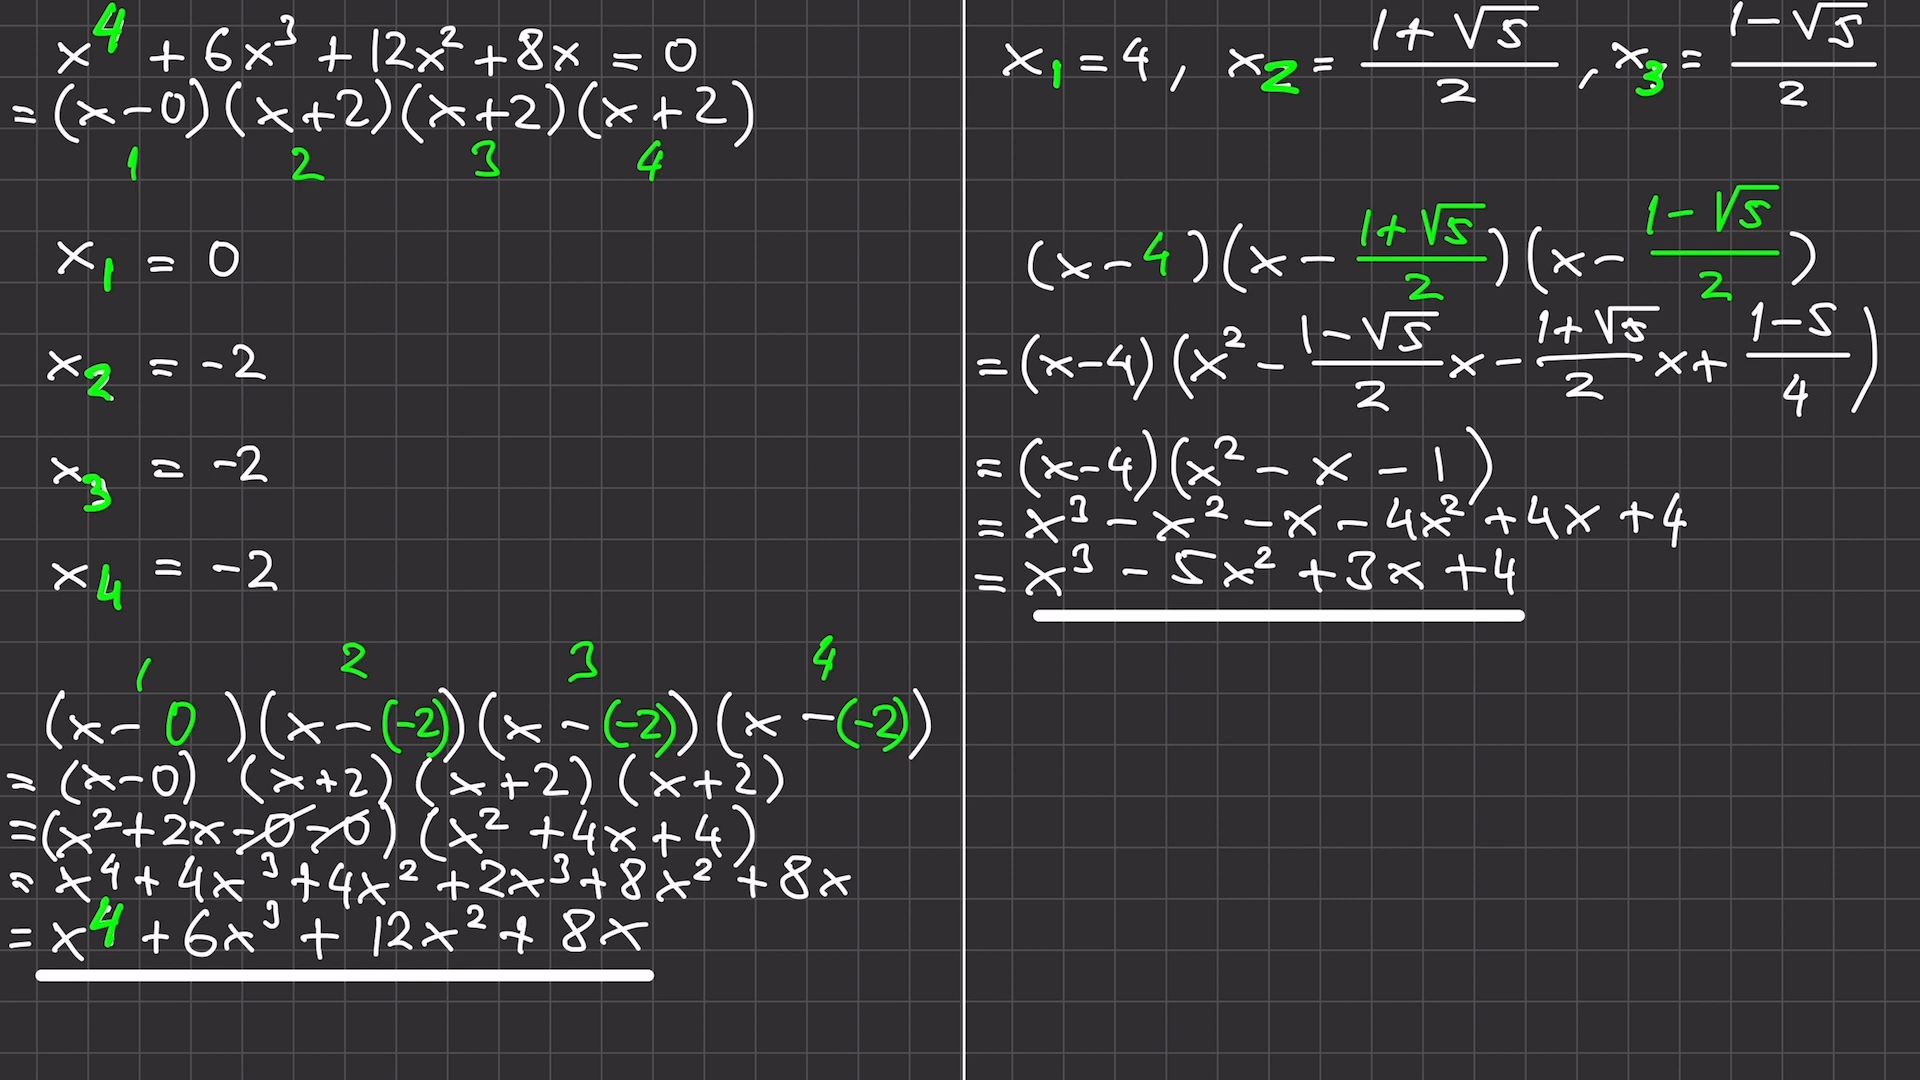 x⁴ + 6x³ + 12x² + 8x = 0
= (x-0)(x+2)(x+2)(x+2)
1 2 3 4
x₁ = 0
x₂ = -2
x₃ = -2
x₄ = -2
1 2 3 4
(x- 0 )(x-(-2))(x-(-2))(x-(-2))
= (x-0) (x+2) (x+2) (x+2)
= (x²+2x-0-0) (x²+4x+4)
= x⁴ + 4x³ + 4x² + 2x³ + 8x² + 8x
= x⁴ + 6x³ + 12x² + 8x
x₁ = 4, x₂ = (1+√5)/2, x₃ = (1-√5)/2
(x-4)(x - (1+√5)/2)(x - (1-√5)/2)
= (x-4)(x² - (1-√5)/2 x - (1+√5)/2 x + (1-5)/4)
= (x-4)(x² - x - 1)
= x³ - x² - x - 4x² + 4x + 4
= x³ - 5x² + 3x + 4